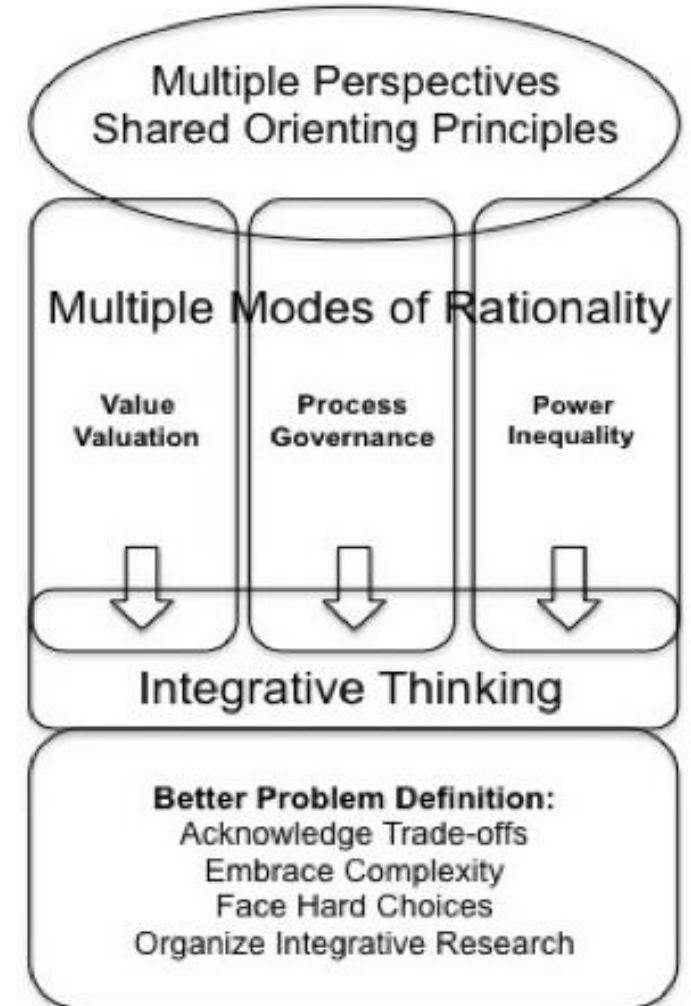 Multiple Perspectives
Shared Orienting Principles
Multiple Modes of Rationality
Value
Valuation
Process
Governance
Power
Inequality
Integrative Thinking
Better Problem Definition:
Acknowledge Trade-offs
Embrace Complexity
Face Hard Choices
Organize Integrative Research